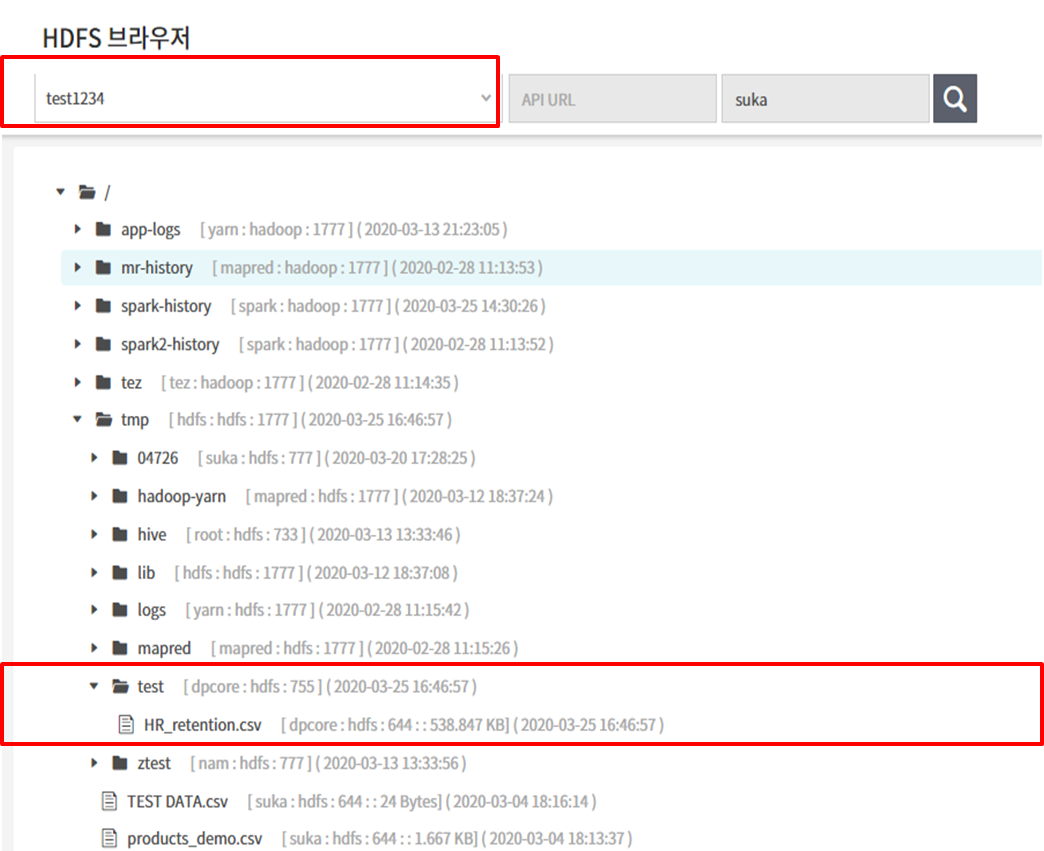 HDFS 브라우저
test1234 API URL suka
/
app-logs [ yarn : hadoop : 1777 ] ( 2020-03-13 21:23:05 )
mr-history [ mapred : hadoop : 1777 ] ( 2020-02-28 11:13:53 )
spark-history [ spark : hadoop : 1777 ] ( 2020-03-25 14:30:26 )
spark2-history [ spark : hadoop : 1777 ] ( 2020-02-28 11:13:52 )
tez [ tez : hadoop : 1777 ] ( 2020-02-28 11:14:35 )
tmp [ hdfs : hdfs : 1777 ] ( 2020-03-25 16:46:57 )
04726 [ suka : hdfs : 777 ] ( 2020-03-20 17:28:25 )
hadoop-yarn [ mapred : hdfs : 1777 ] ( 2020-03-12 18:37:24 )
hive [ root : hdfs : 733 ] ( 2020-03-13 13:33:46 )
lib [ hdfs : hdfs : 1777 ] ( 2020-03-12 18:37:08 )
logs [ yarn : hdfs : 1777 ] ( 2020-02-28 11:15:42 )
mapred [ mapred : hdfs : 1777 ] ( 2020-02-28 11:15:26 )
test [ dpcore : hdfs : 755 ] ( 2020-03-25 16:46:57 )
HR_retention.csv [ dpcore : hdfs : 644 : : 538.847 KB] ( 2020-03-25 16:46:57 )
ztest [ nam : hdfs : 777 ] ( 2020-03-13 13:33:56 )
TEST DATA.csv [ suka : hdfs : 644 : : 24 Bytes] ( 2020-03-04 18:16:14 )
products_demo.csv [ suka : hdfs : 644 : : 1.667 KB] ( 2020-03-04 18:13:37 )